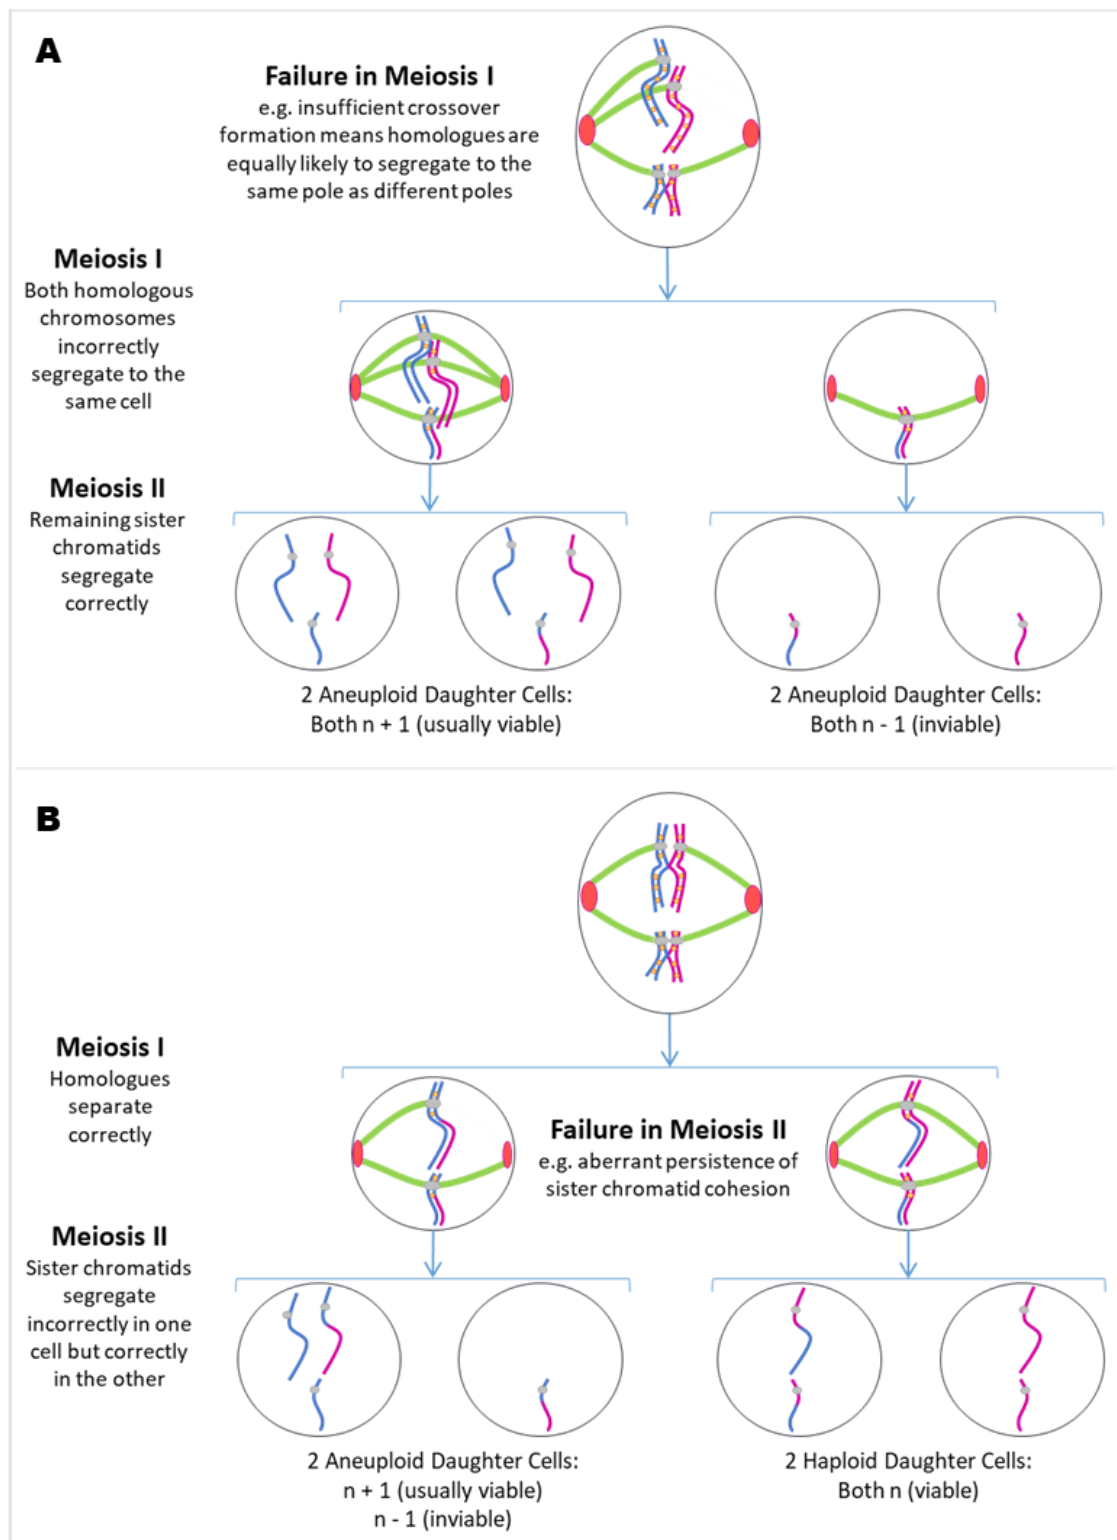 A
Failure in Meiosis I
e.g. insufficient crossover
formation means homologues are
equally likely to segregate to the
same pole as different poles
Meiosis I
Both homologous
chromosomes
incorrectly
segregate to the
same cell
Meiosis II
Remaining sister
chromatids
segregate
correctly
2 Aneuploid Daughter Cells:
Both n + 1 (usually viable)
2 Aneuploid Daughter Cells:
Both n - 1 (inviable)
B
Meiosis I
Homologues
separate
correctly
Failure in Meiosis II
e.g. aberrant persistence of
sister chromatid cohesion
Meiosis II
Sister chromatids
segregate
incorrectly in one
cell but correctly
in the other
2 Aneuploid Daughter Cells:
n + 1 (usually viable)
n - 1 (inviable)
2 Haploid Daughter Cells:
Both n (viable)